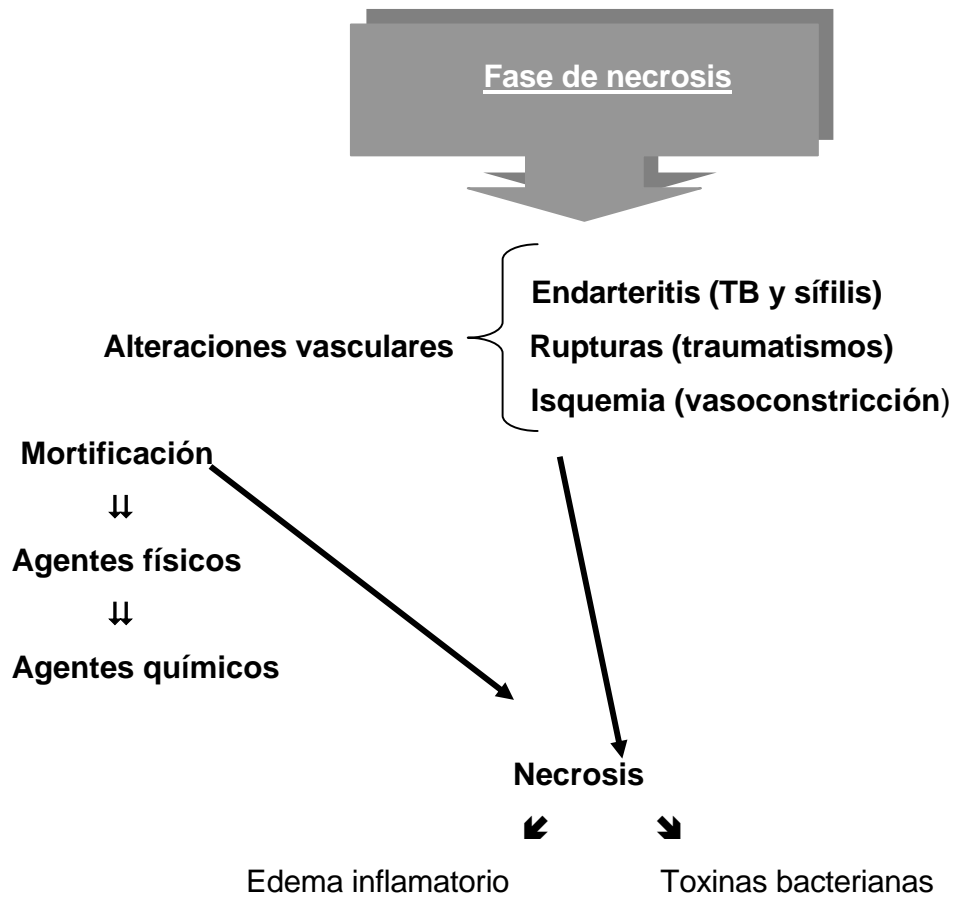 Fase de necrosis
Endarteritis (TB y sífilis)
Alteraciones vasculares
Rupturas (traumatismos)
Isquemia (vasoconstricción)
Mortificación
Agentes físicos
Agentes químicos
Necrosis
Edema inflamatorio
Toxinas bacterianas